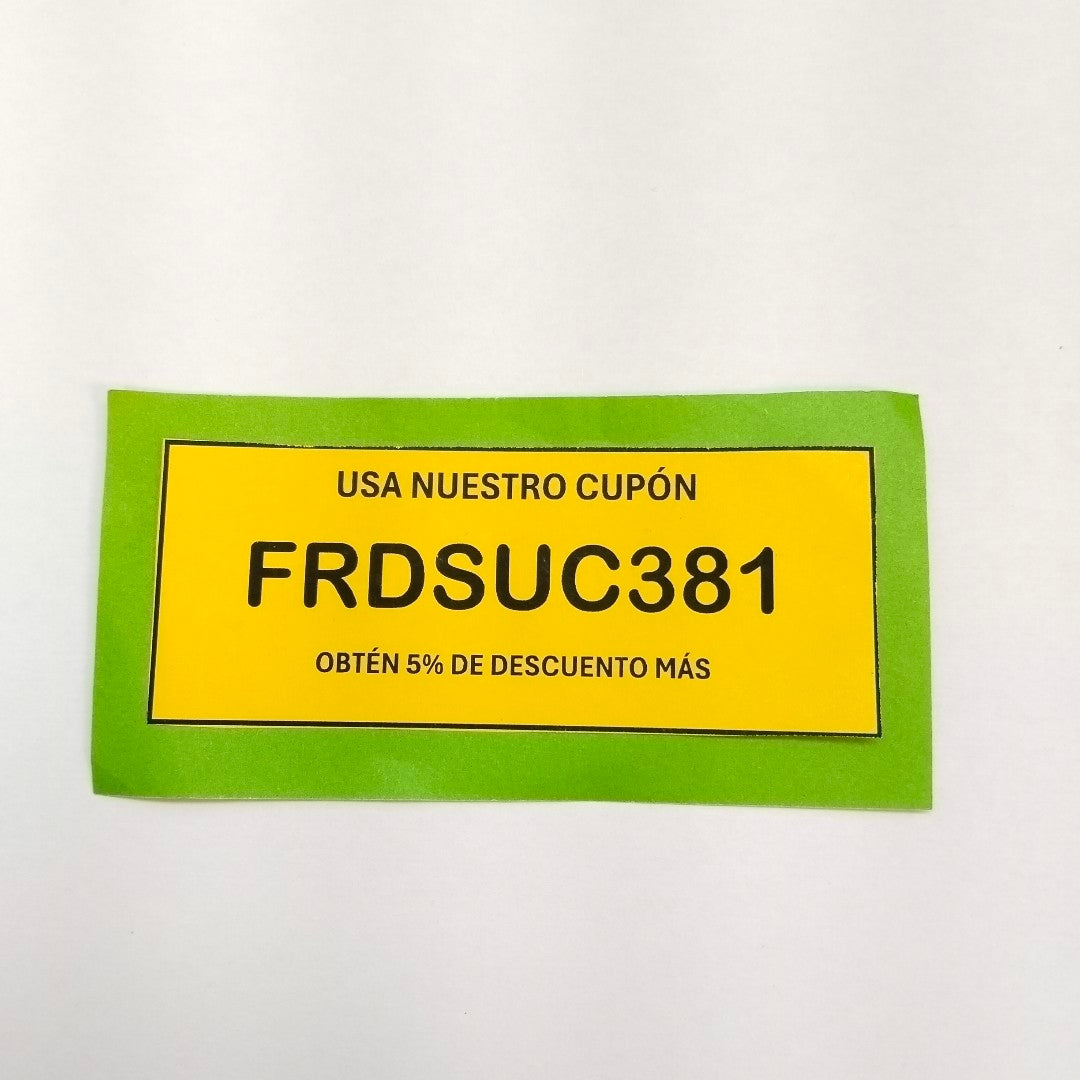 USA NUESTRO CUPÓN
FRDSUC381
OBTÉN 5% DE DESCUENTO MÁS